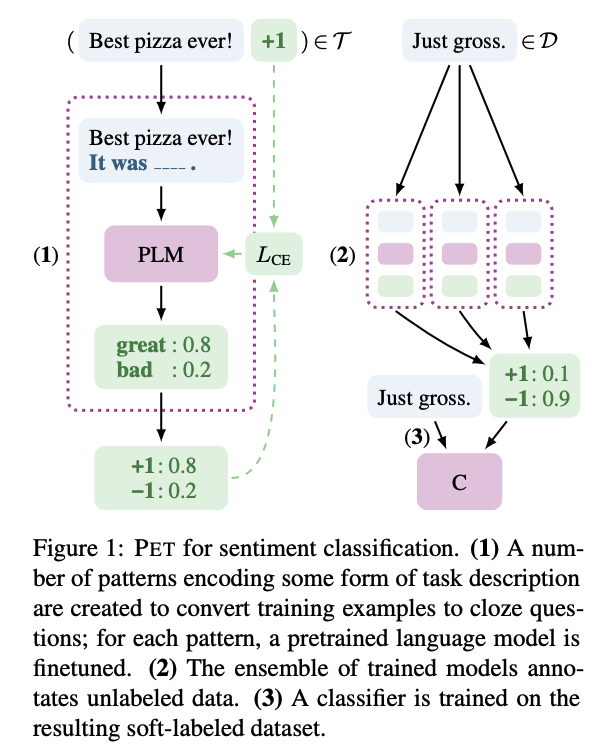 ( Best pizza ever! +1 ) ∈ 𝒯
Best pizza ever!
It was ____ .
(1)
PLM
L_CE
great : 0.8
bad : 0.2
+1: 0.8
−1: 0.2
Just gross. ∈ 𝒟
(2)
+1: 0.1
−1: 0.9
Just gross.
(3)
C
Figure 1: PET for sentiment classification. (1) A num-
ber of patterns encoding some form of task description
are created to convert training examples to cloze ques-
tions; for each pattern, a pretrained language model is
finetuned. (2) The ensemble of trained models anno-
tates unlabeled data. (3) A classifier is trained on the
resulting soft-labeled dataset.